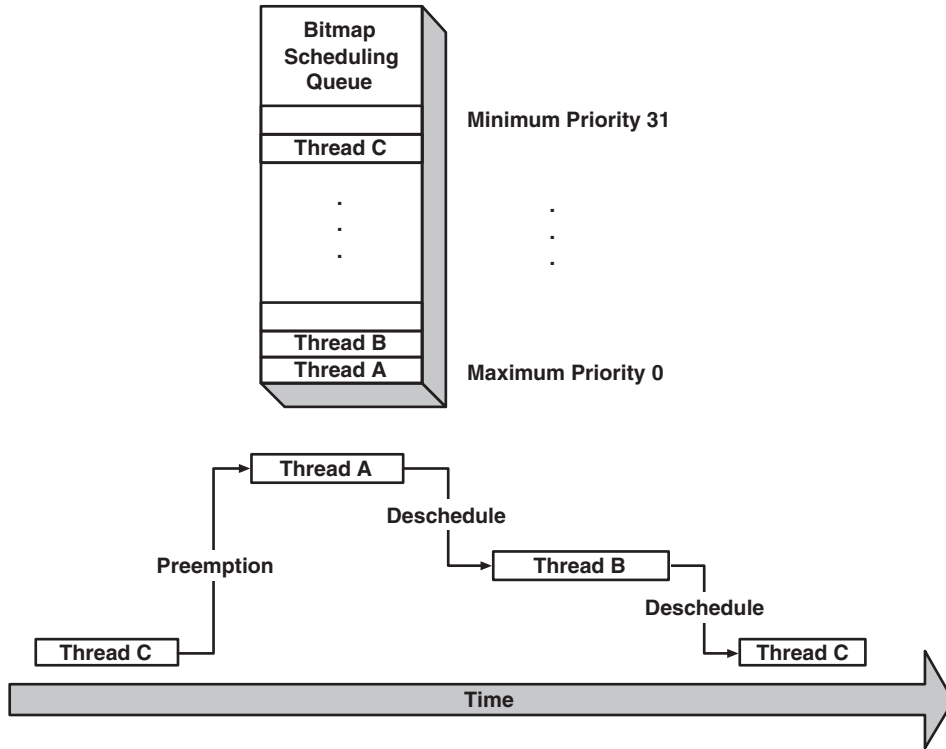 Bitmap
Scheduling
Queue
Minimum Priority 31
Thread C
.
.
.
.
.
.
Thread B
Thread A
Maximum Priority 0
Thread A
Deschedule
Preemption
Thread B
Deschedule
Thread C
Thread C
Time